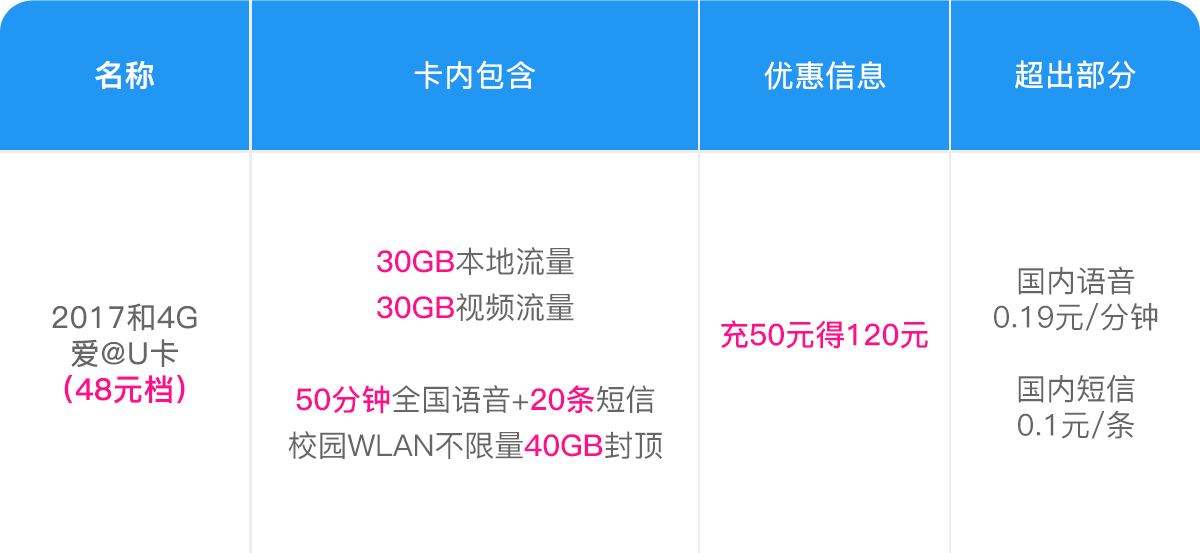 名称
卡内包含
优惠信息
超出部分
2017和4G
爱@U卡
（48元档）
30GB本地流量
30GB视频流量
50分钟全国语音+20条短信
校园WLAN不限量40GB封顶
充50元得120元
国内语音
0.19元/分钟
国内短信
0.1元/条